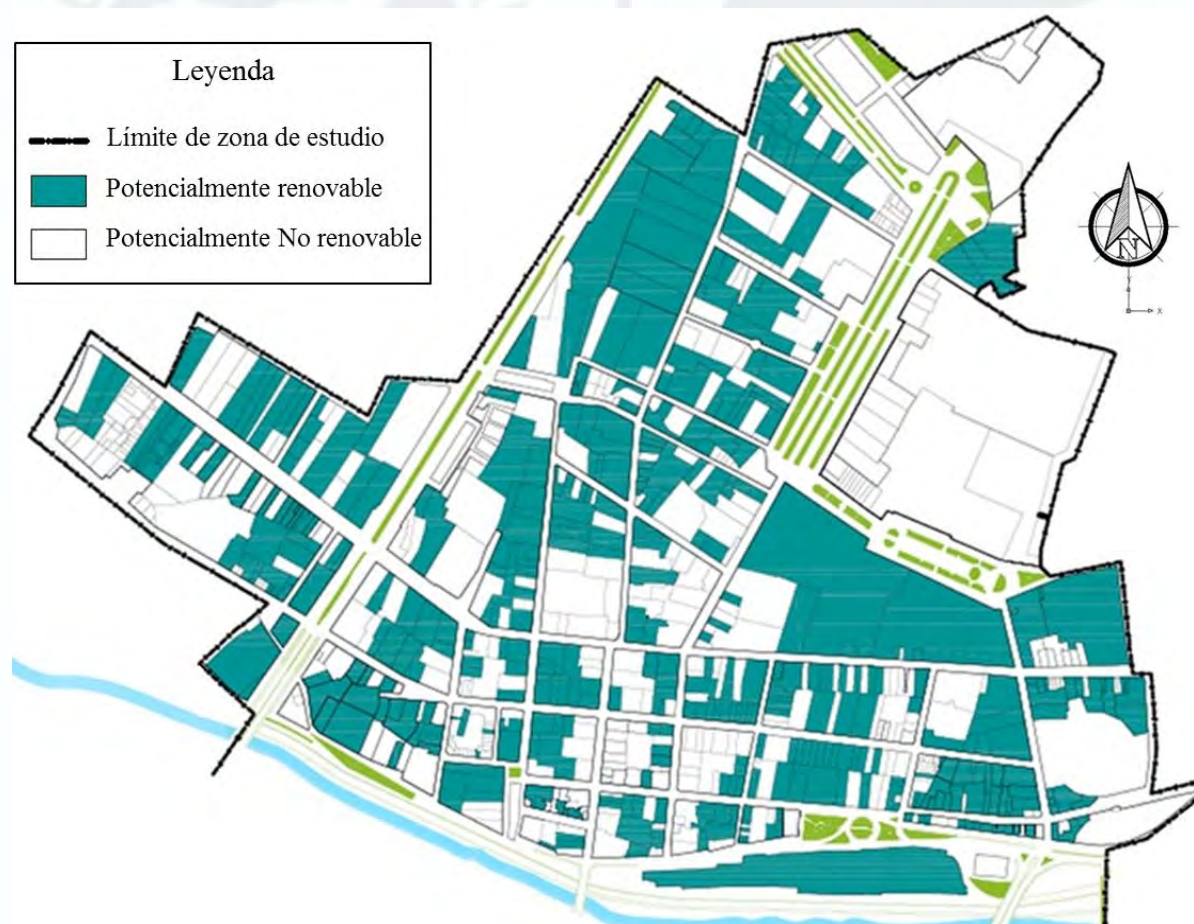 Leyenda
Límite de zona de estudio
Potencialmente renovable
Potencialmente No renovable
N
Y
X